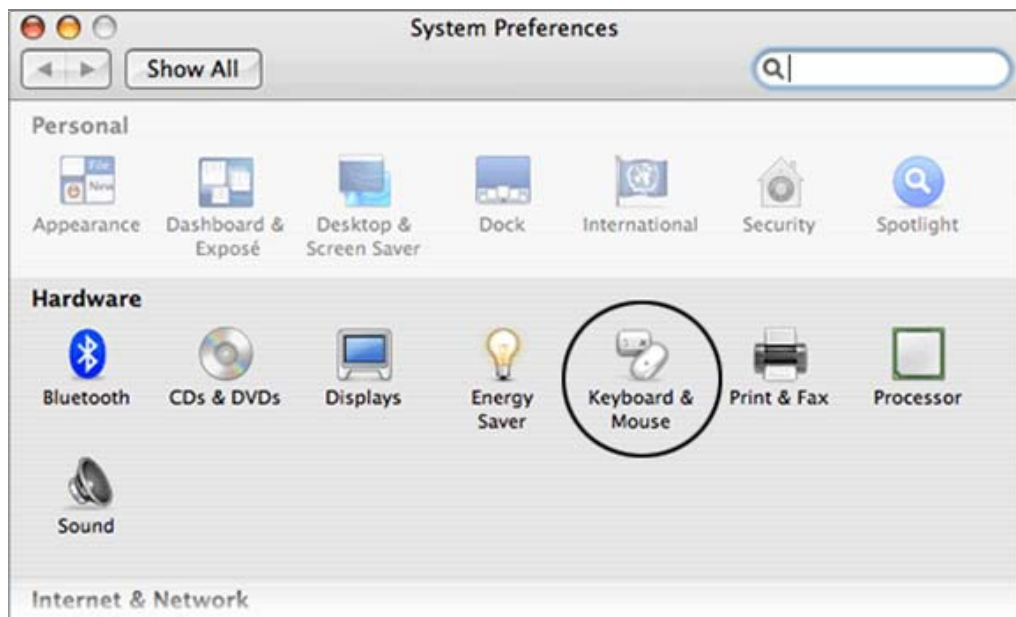 System Preferences
Show All
Personal
Appearance
Dashboard &
Exposé
Desktop &
Screen Saver
Dock
International
Security
Spotlight
Hardware
Bluetooth
CDs & DVDs
Displays
Energy
Saver
Keyboard &
Mouse
Print & Fax
Processor
Sound
Internet & Network